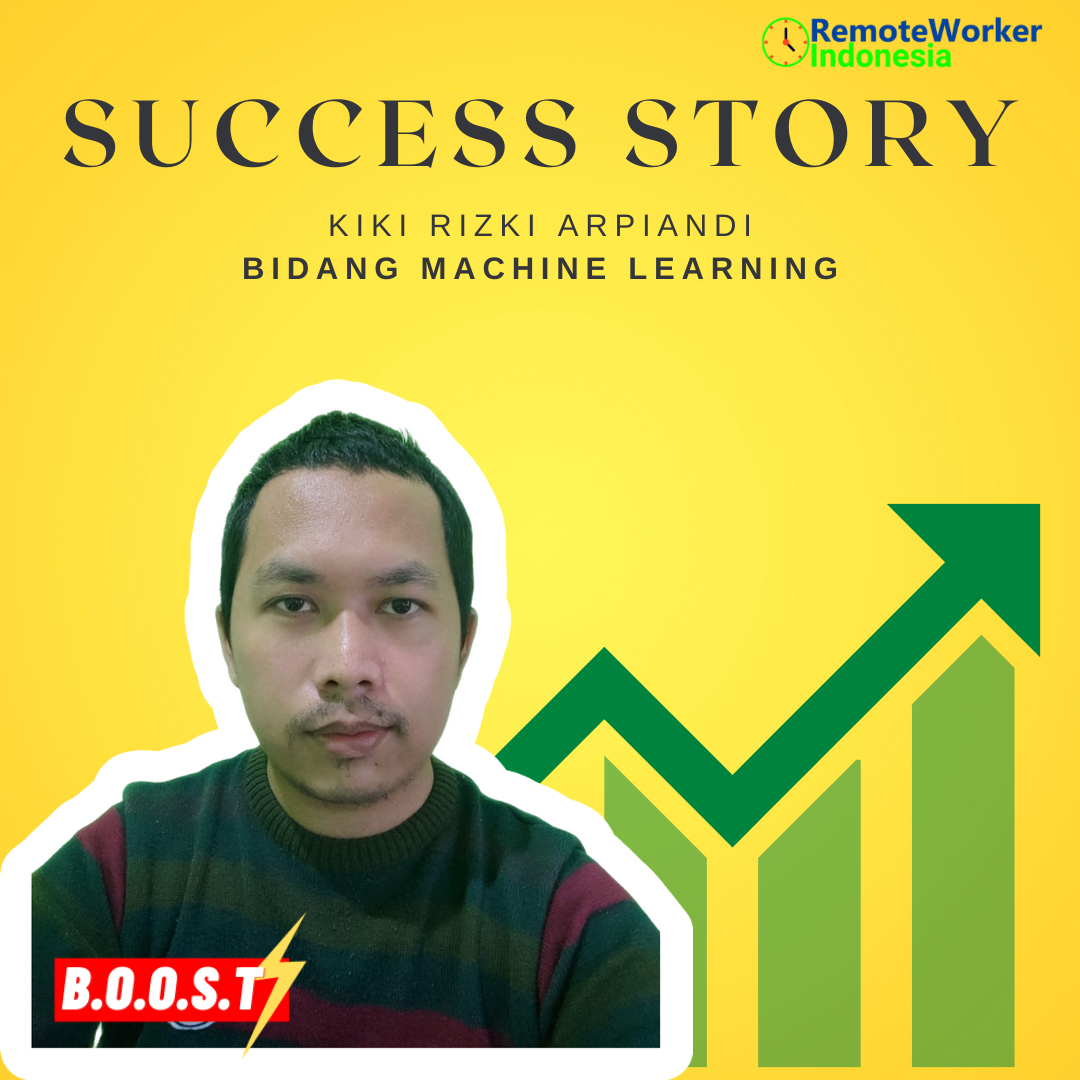 RemoteWorker
Indonesia
SUCCESS STORY
KIKI RIZKI ARPIANDI
BIDANG MACHINE LEARNING
B.O.O.S.T